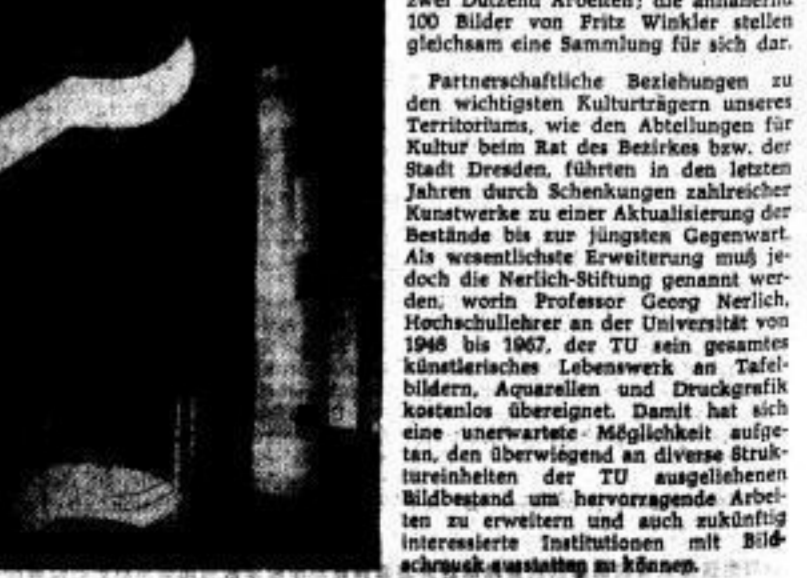 zwei Dutzend Arbeiten; die annähernd
100 Bilder von Fritz Winkler stellen
gleichsam eine Sammlung für sich dar.
Partnerschaftliche Beziehungen zu
den wichtigsten Kulturträgern unseres
Territoriums, wie den Abteilungen für
Kultur beim Rat des Bezirkes bzw. der
Stadt Dresden, führten in den letzten
Jahren durch Schenkungen zahlreicher
Kunstwerke zu einer Aktualisierung der
Bestände bis zur jüngsten Gegenwart.
Als wesentlichste Erweiterung muß je-
doch die Nerlich-Stiftung genannt wer-
den, worin Professor Georg Nerlich,
Hochschullehrer an der Universität von
1948 bis 1967, der TU sein gesamtes
künstlerisches Lebenswerk an Tafel-
bildern, Aquarellen und Druckgrafik
kostenlos übereignet. Damit hat sich
eine unerwartete Möglichkeit aufge-
tan, den überwiegend an diverse Struk-
tureinheiten der TU ausgeliehenen
Bildbestand um hervorragende Arbei-
ten zu erweitern und auch zukünftig
interessierte Institutionen mit Bild-
schmuck ausstatten zu können.